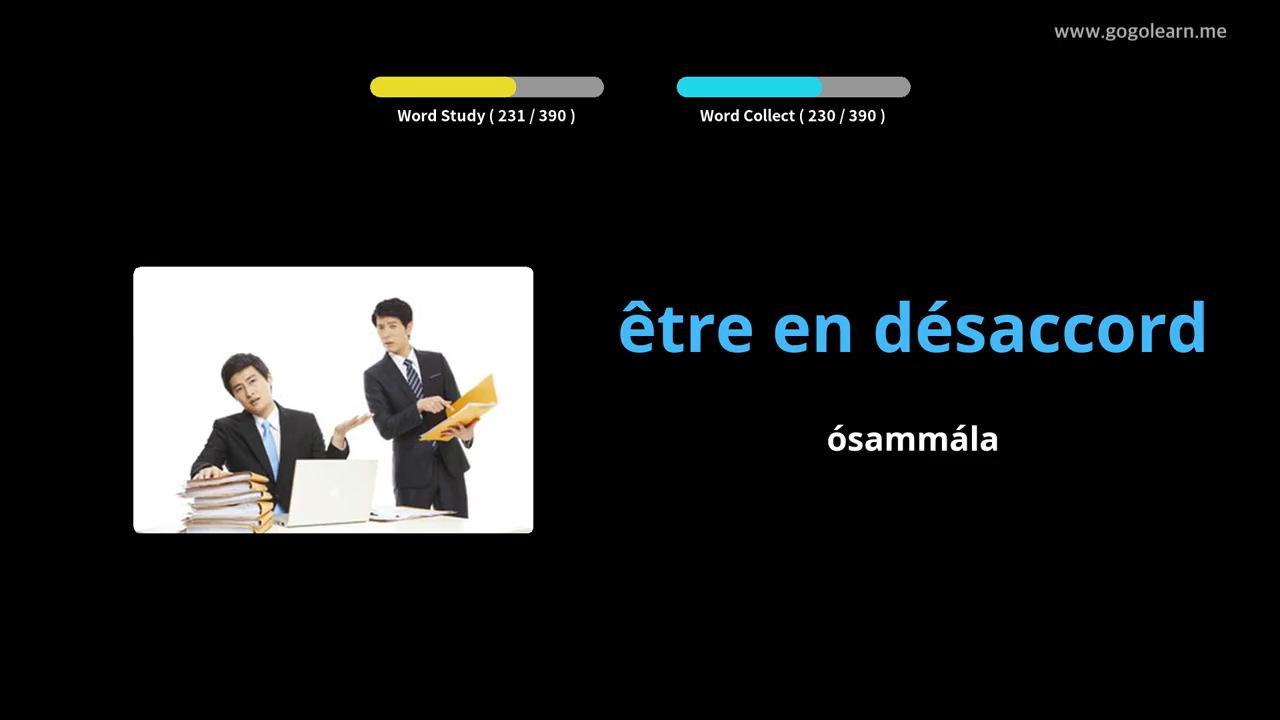 www.gogolearn.me
Word Study ( 231 / 390 )
Word Collect ( 230 / 390 )
être en désaccord
ósammála